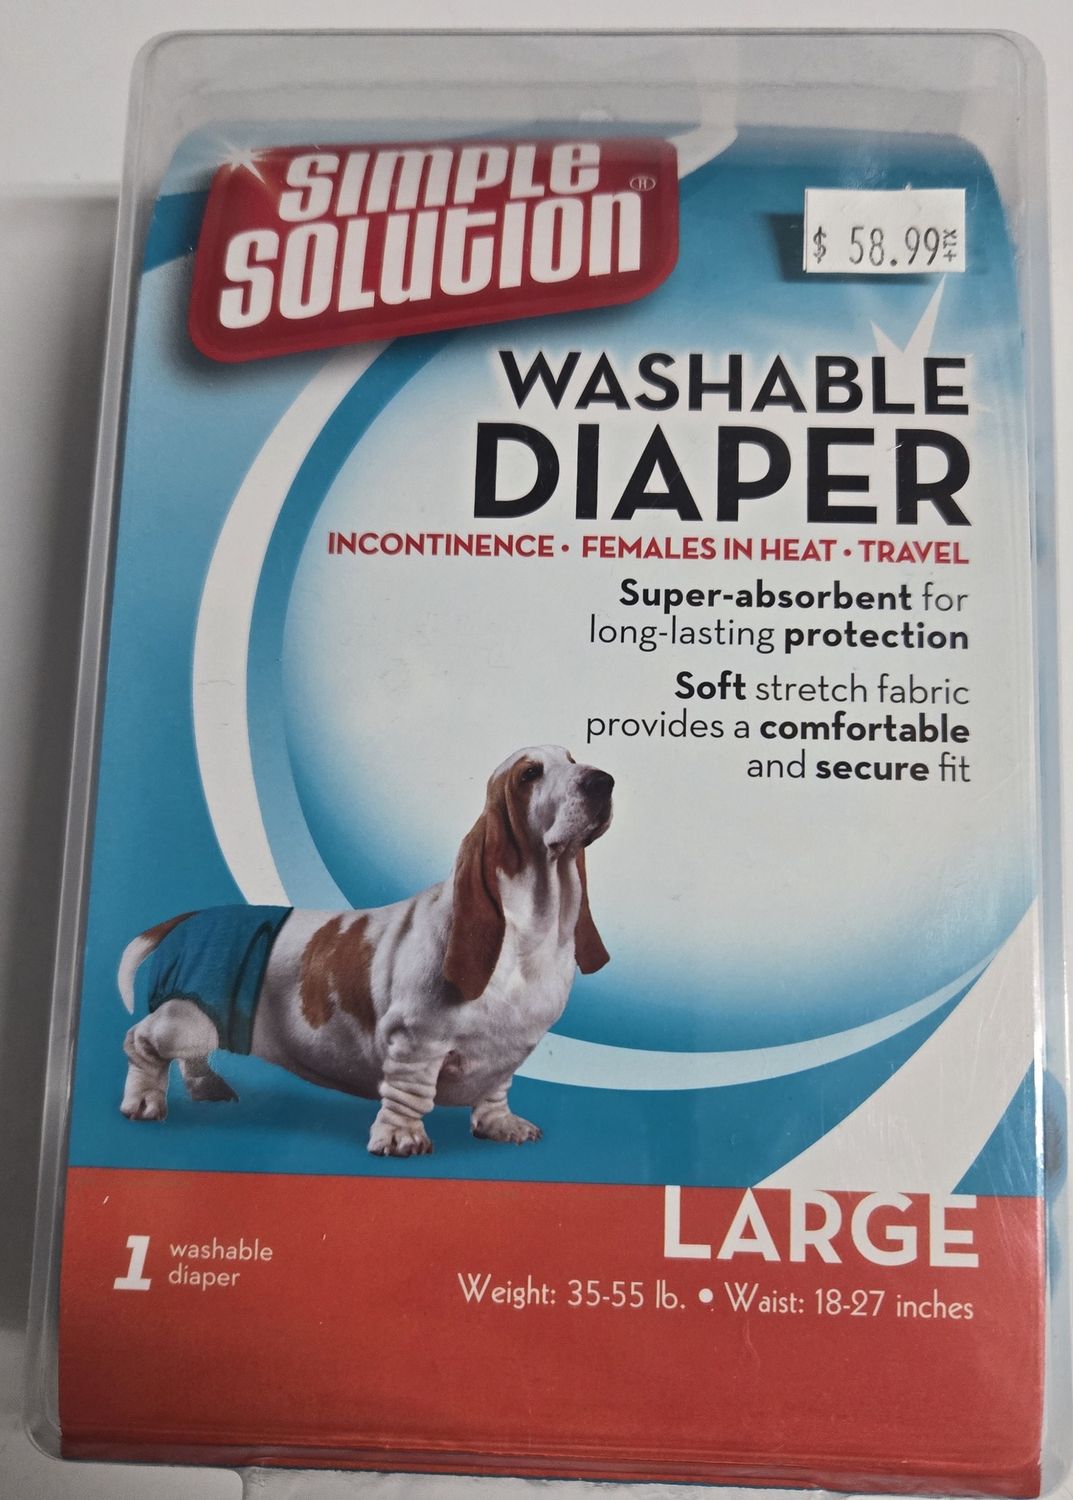 SIMPLE
SOLUTION®
$ 58.99 +TX
WASHABLE
DIAPER
INCONTINENCE • FEMALES IN HEAT • TRAVEL
Super-absorbent for
long-lasting protection
Soft stretch fabric
provides a comfortable
and secure fit
LARGE
1 washable
diaper
Weight: 35-55 lb. • Waist: 18-27 inches